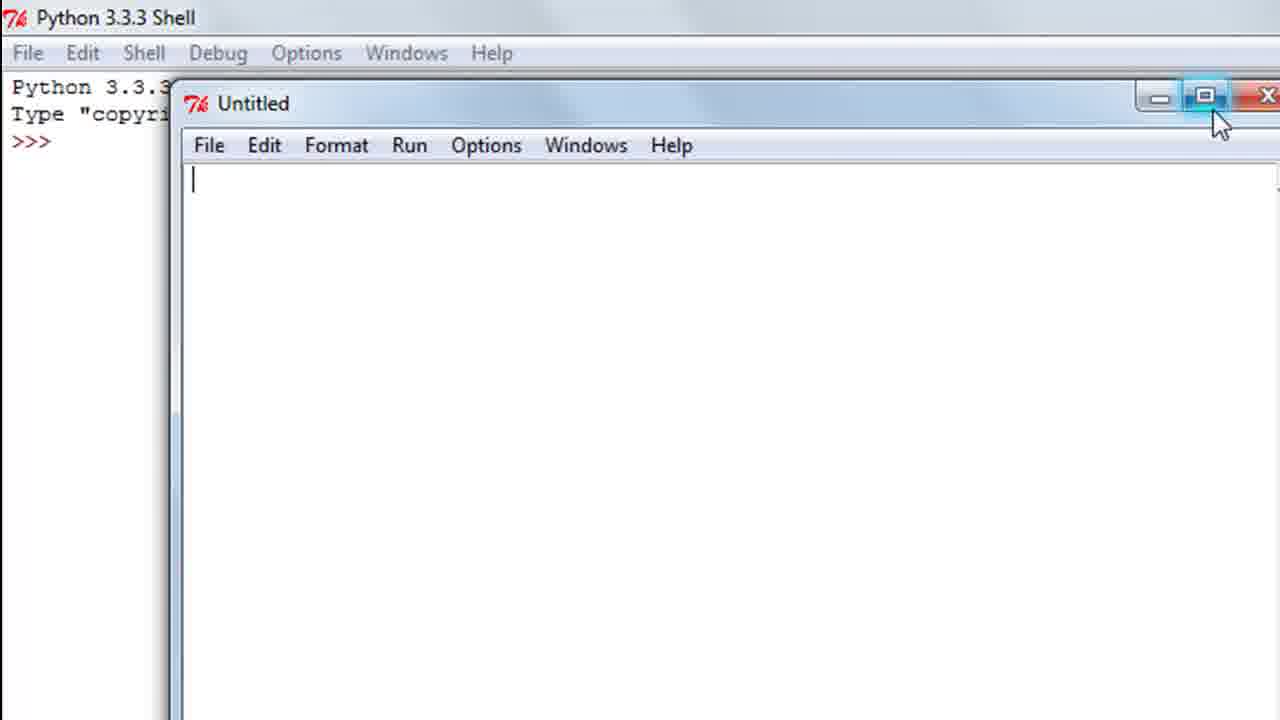 Python 3.3.3 Shell
File Edit Shell Debug Options Windows Help
Python 3.3.3
Type
>>>
Untitled
File Edit Format Run Options Windows Help